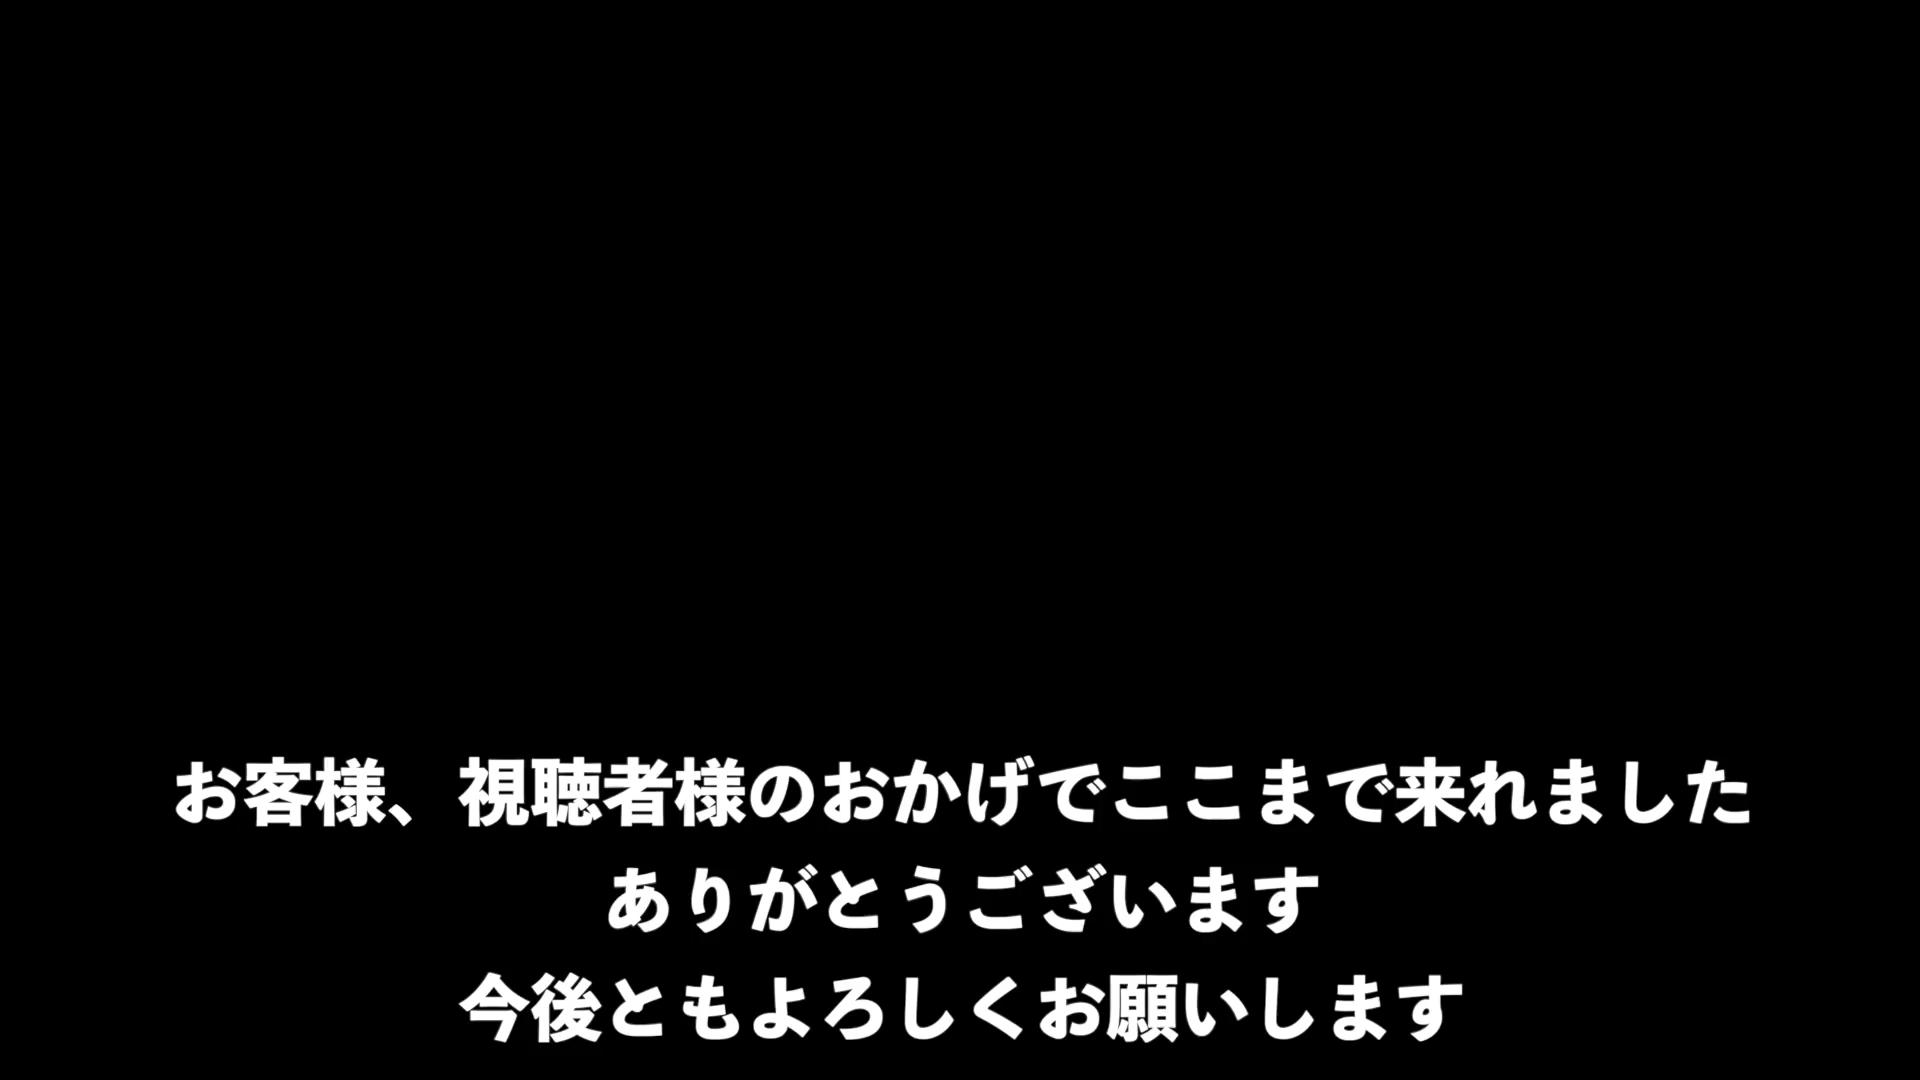 お客様、視聴者様のおかげでここまで来れました
ありがとうございます
今後ともよろしくお願いします